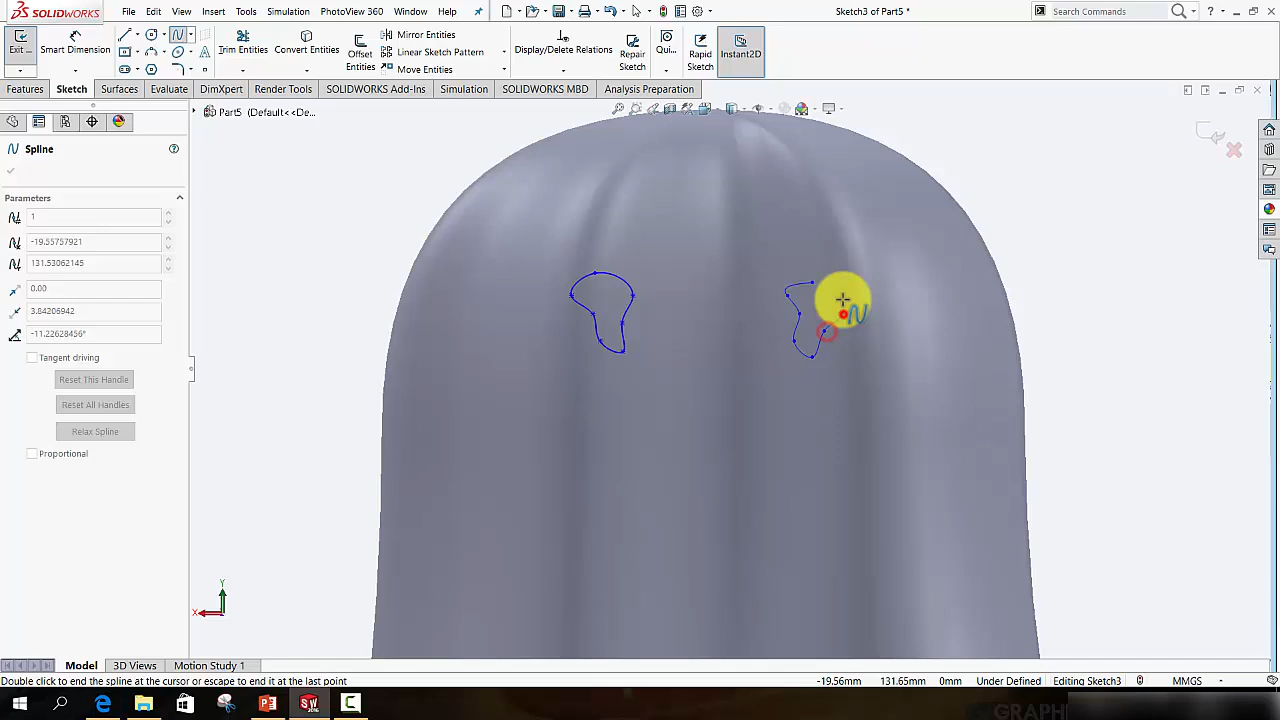 SOLIDWORKS File Edit View Insert Tools Simulation PhotoView 360 Window Help Sketch3 of Part5 * Search Commands
Exit ... Smart Dimension Trim Entities Convert Entities Offset Entities Mirror Entities Linear Sketch Pattern Move Entities Display/Delete Relations Repair Sketch Qui... Rapid Sketch Instant2D
Features Sketch Surfaces Evaluate DimXpert Render Tools SOLIDWORKS Add-Ins Simulation SOLIDWORKS MBD Analysis Preparation
Part5 (Default<<De...
Spline
Parameters
1
-19.55757921
131.53062145
0.00
3.84206942
-11.22628456°
Tangent driving
Reset This Handle
Reset All Handles
Relax Spline
Proportional
Y
X
Model 3D Views Motion Study 1
Double click to end the spline at the cursor or escape to end it at the last point -19.56mm 131.65mm 0mm Under Defined Editing Sketch3 MMGS